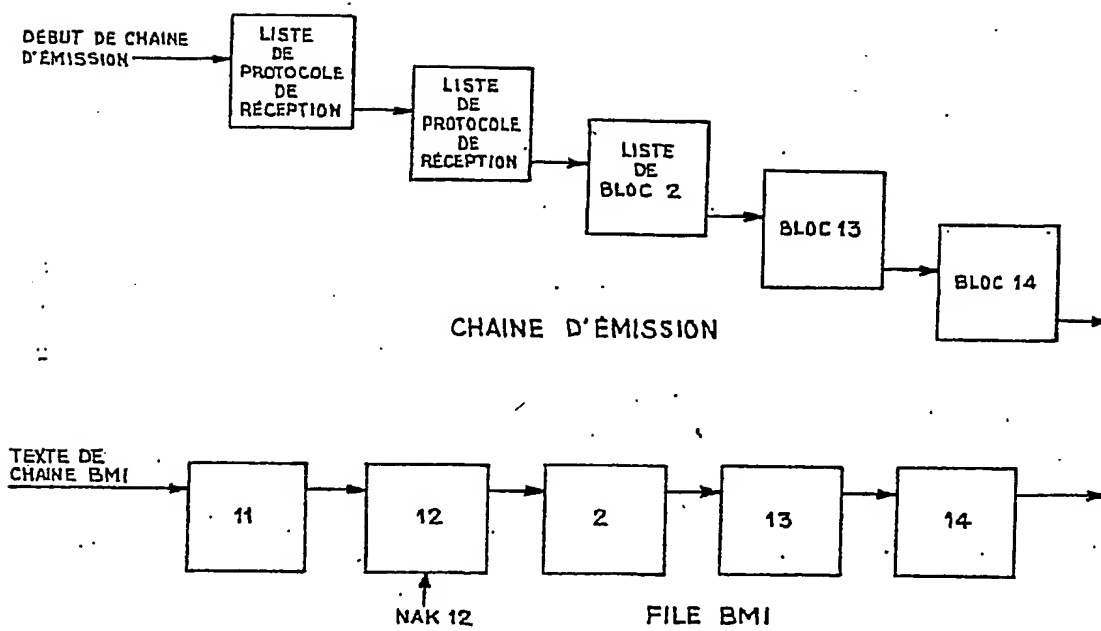 DÉBUT DE CHAINE
D'ÉMISSION
LISTE
DE
PROTOCOLE
DE
RÉCEPTION
LISTE
DE
PROTOCOLE
DE
RÉCEPTION
LISTE
DE
BLOC 2
BLOC 13
BLOC 14
CHAINE D'ÉMISSION
TEXTE DE
CHAINE BMI
11
12
2
13
14
NAK 12
FILE BMI